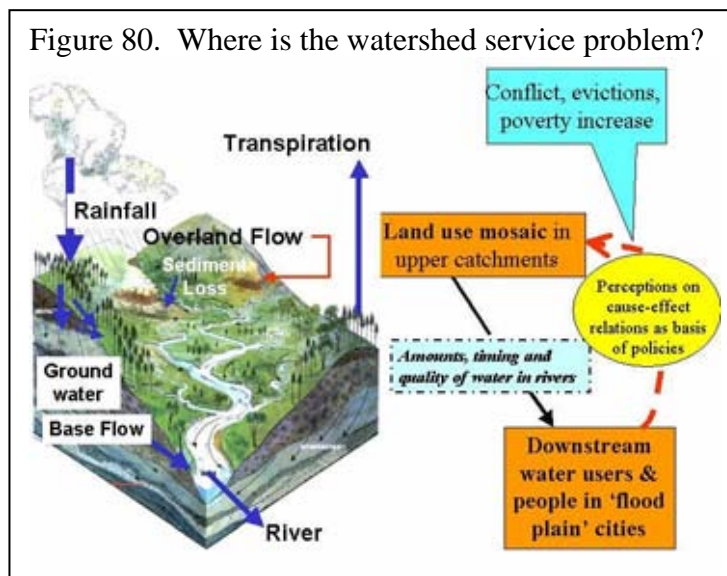 Figure 80. Where is the watershed service problem?
Transpiration
Rainfall
Overland Flow
Sediment
Loss
Ground
water
Base Flow
River
Conflict, evictions,
poverty increase
Land use mosaic in
upper catchments
Perceptions on
cause-effect
relations as basis
of policies
Amounts, timing and
quality of water in rivers
Downstream
water users &
people in ‘flood
plain’ cities